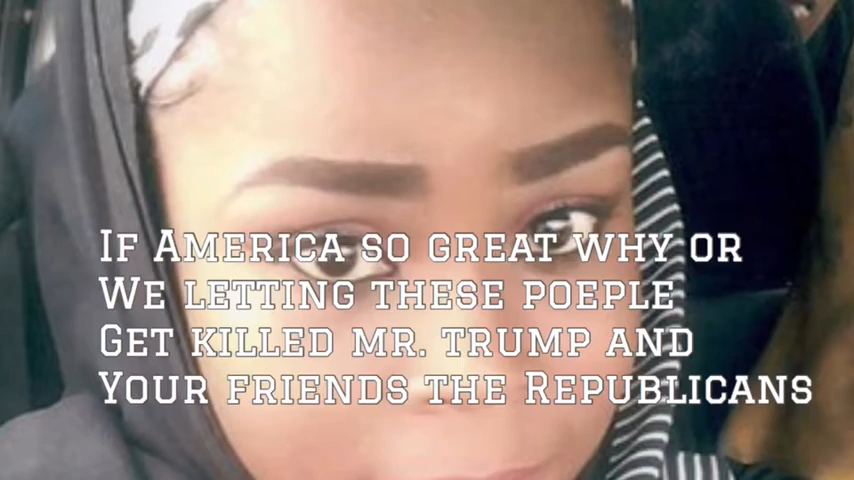 If America so great why or
We letting these poeple
Get killed mr. trump and
Your friends the Republicans